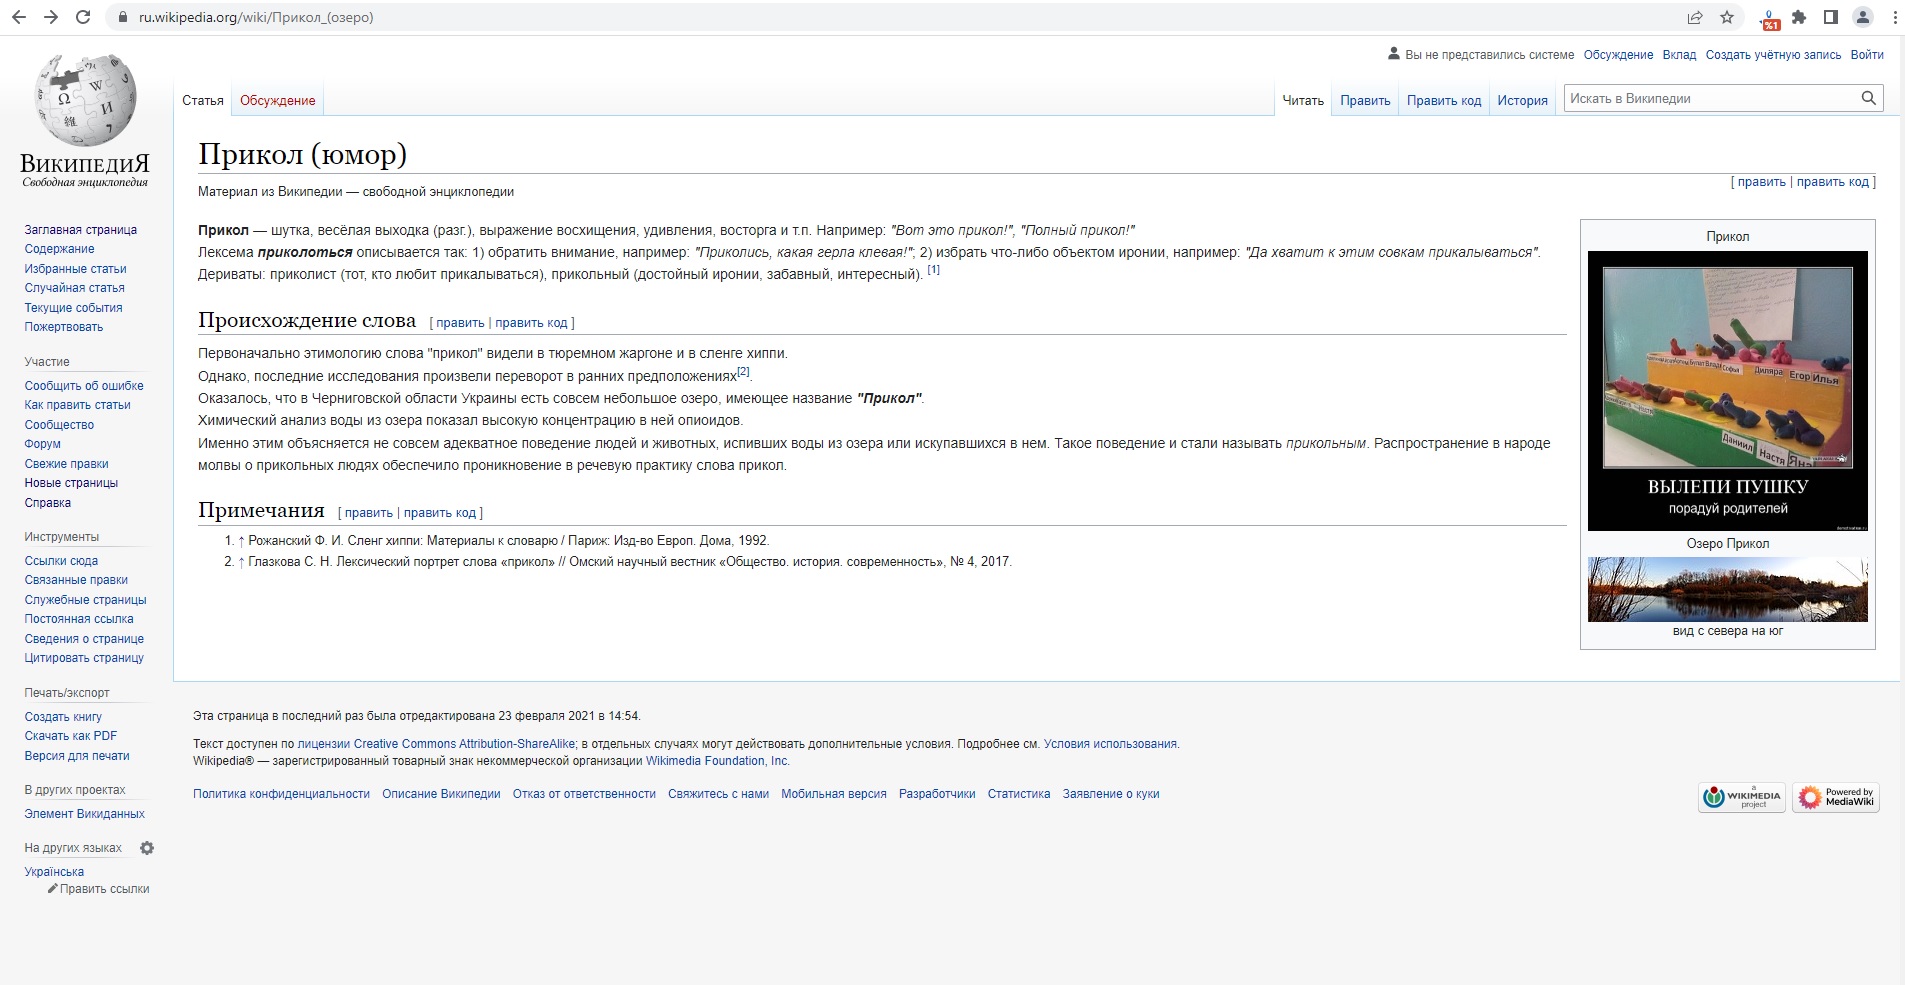 ru.wikipedia.org/wiki/Прикол_(озеро)
%1
Вы не представились системе Обсуждение Вклад Создать учётную запись Войти
Ω W И 維
ВИКИПЕДИЯ
Свободная энциклопедия
Статья Обсуждение Читать Править Править код История Искать в Википедии
Прикол (юмор)
Материал из Википедии — свободной энциклопедии
[ править | править код ]
Заглавная страница
Содержание
Избранные статьи
Случайная статья
Текущие события
Пожертвовать
Участие
Сообщить об ошибке
Как править статьи
Сообщество
Форум
Свежие правки
Новые страницы
Справка
Инструменты
Ссылки сюда
Связанные правки
Служебные страницы
Постоянная ссылка
Сведения о странице
Цитировать страницу
Печать/экспорт
Создать книгу
Скачать как PDF
Версия для печати
В других проектах
Элемент Викиданных
На других языках
Українська
Править ссылки
Прикол — шутка, весёлая выходка (разг.), выражение восхищения, удивления, восторга и т.п. Например: "Вот это прикол!", "Полный прикол!"
Лексема приколоться описывается так: 1) обратить внимание, например: "Приколись, какая герла клевая!"; 2) избрать что-либо объектом иронии, например: "Да хватит к этим совкам прикалываться".
Дериваты: приколист (тот, кто любит прикалываться), прикольный (достойный иронии, забавный, интересный). [1]
Происхождение слова [ править | править код ]
Первоначально этимологию слова "прикол" видели в тюремном жаргоне и в сленге хиппи.
Однако, последние исследования произвели переворот в ранних предположениях[2].
Оказалось, что в Черниговской области Украины есть совсем небольшое озеро, имеющее название "Прикол".
Химический анализ воды из озера показал высокую концентрацию в ней опиоидов.
Именно этим объясняется не совсем адекватное поведение людей и животных, испивших воды из озера или искупавшихся в нем. Такое поведение и стали называть прикольным. Распространение в народе
молвы о прикольных людях обеспечило проникновение в речевую практику слова прикол.
Примечания [ править | править код ]
1. ↑ Рожанский Ф. И. Сленг хиппи: Материалы к словарю / Париж: Изд-во Европ. Дома, 1992.
2. ↑ Глазкова С. Н. Лексический портрет слова «прикол» // Омский научный вестник «Общество. история. современность», № 4, 2017.
Прикол
Влада Софья Диляра Егор Илья
Даниил Настя Яна
ВЫЛЕПИ ПУШКУ
порадуй родителей
Озеро Прикол
вид с севера на юг
Эта страница в последний раз была отредактирована 23 февраля 2021 в 14:54.
Текст доступен по лицензии Creative Commons Attribution-ShareAlike; в отдельных случаях могут действовать дополнительные условия. Подробнее см. Условия использования.
Wikipedia® — зарегистрированный товарный знак некоммерческой организации Wikimedia Foundation, Inc.
Политика конфиденциальности Описание Википедии Отказ от ответственности Свяжитесь с нами Мобильная версия Разработчики Статистика Заявление о куки
a WIKIMEDIA project
Powered by MediaWiki